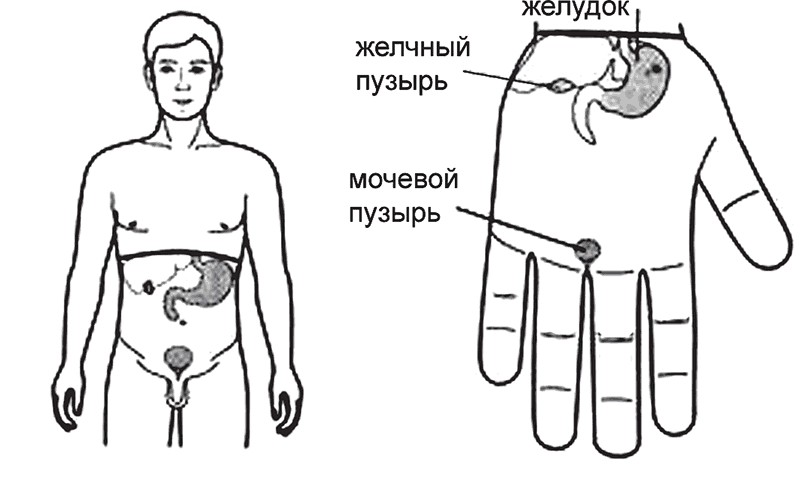 желудок
желчный
пузырь
мочевой
пузырь